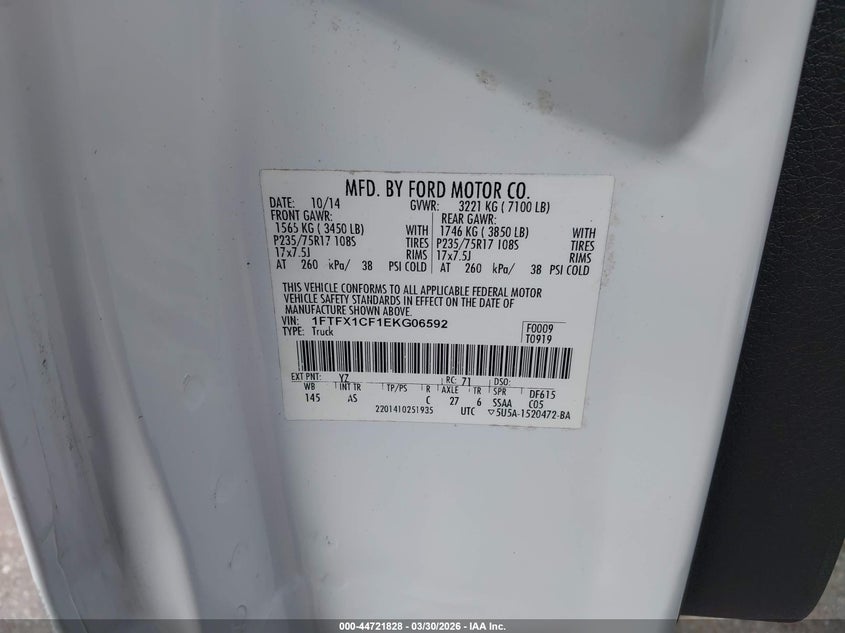 MFD. BY FORD MOTOR CO.
DATE: 10/14 GVWR: 3221 KG ( 7100 LB)
FRONT GAWR: REAR GAWR:
1565 KG ( 3450 LB) WITH 1746 KG ( 3850 LB) WITH
P235/75R17 108S TIRES P235/75R17 108S TIRES
17x7.5J RIMS 17x7.5J RIMS
AT 260 kPa/ 38 PSI COLD AT 260 kPa/ 38 PSI COLD
THIS VEHICLE CONFORMS TO ALL APPLICABLE FEDERAL MOTOR
VEHICLE SAFETY STANDARDS IN EFFECT ON THE DATE OF
MANUFACTURE SHOWN ABOVE.
VIN: 1FTFX1CF1EKG06592 F0009
TYPE: Truck T0919
EXT PNT: YZ RC: 71 DSO:
WB INT TR TP/PS R AXLE TR SPR DF615
145 AS C 27 6 SSAA C05
2201410251935 UTC ▽5U5A-1520472-BA
000-44721828 - 03/30/2026 - IAA Inc.